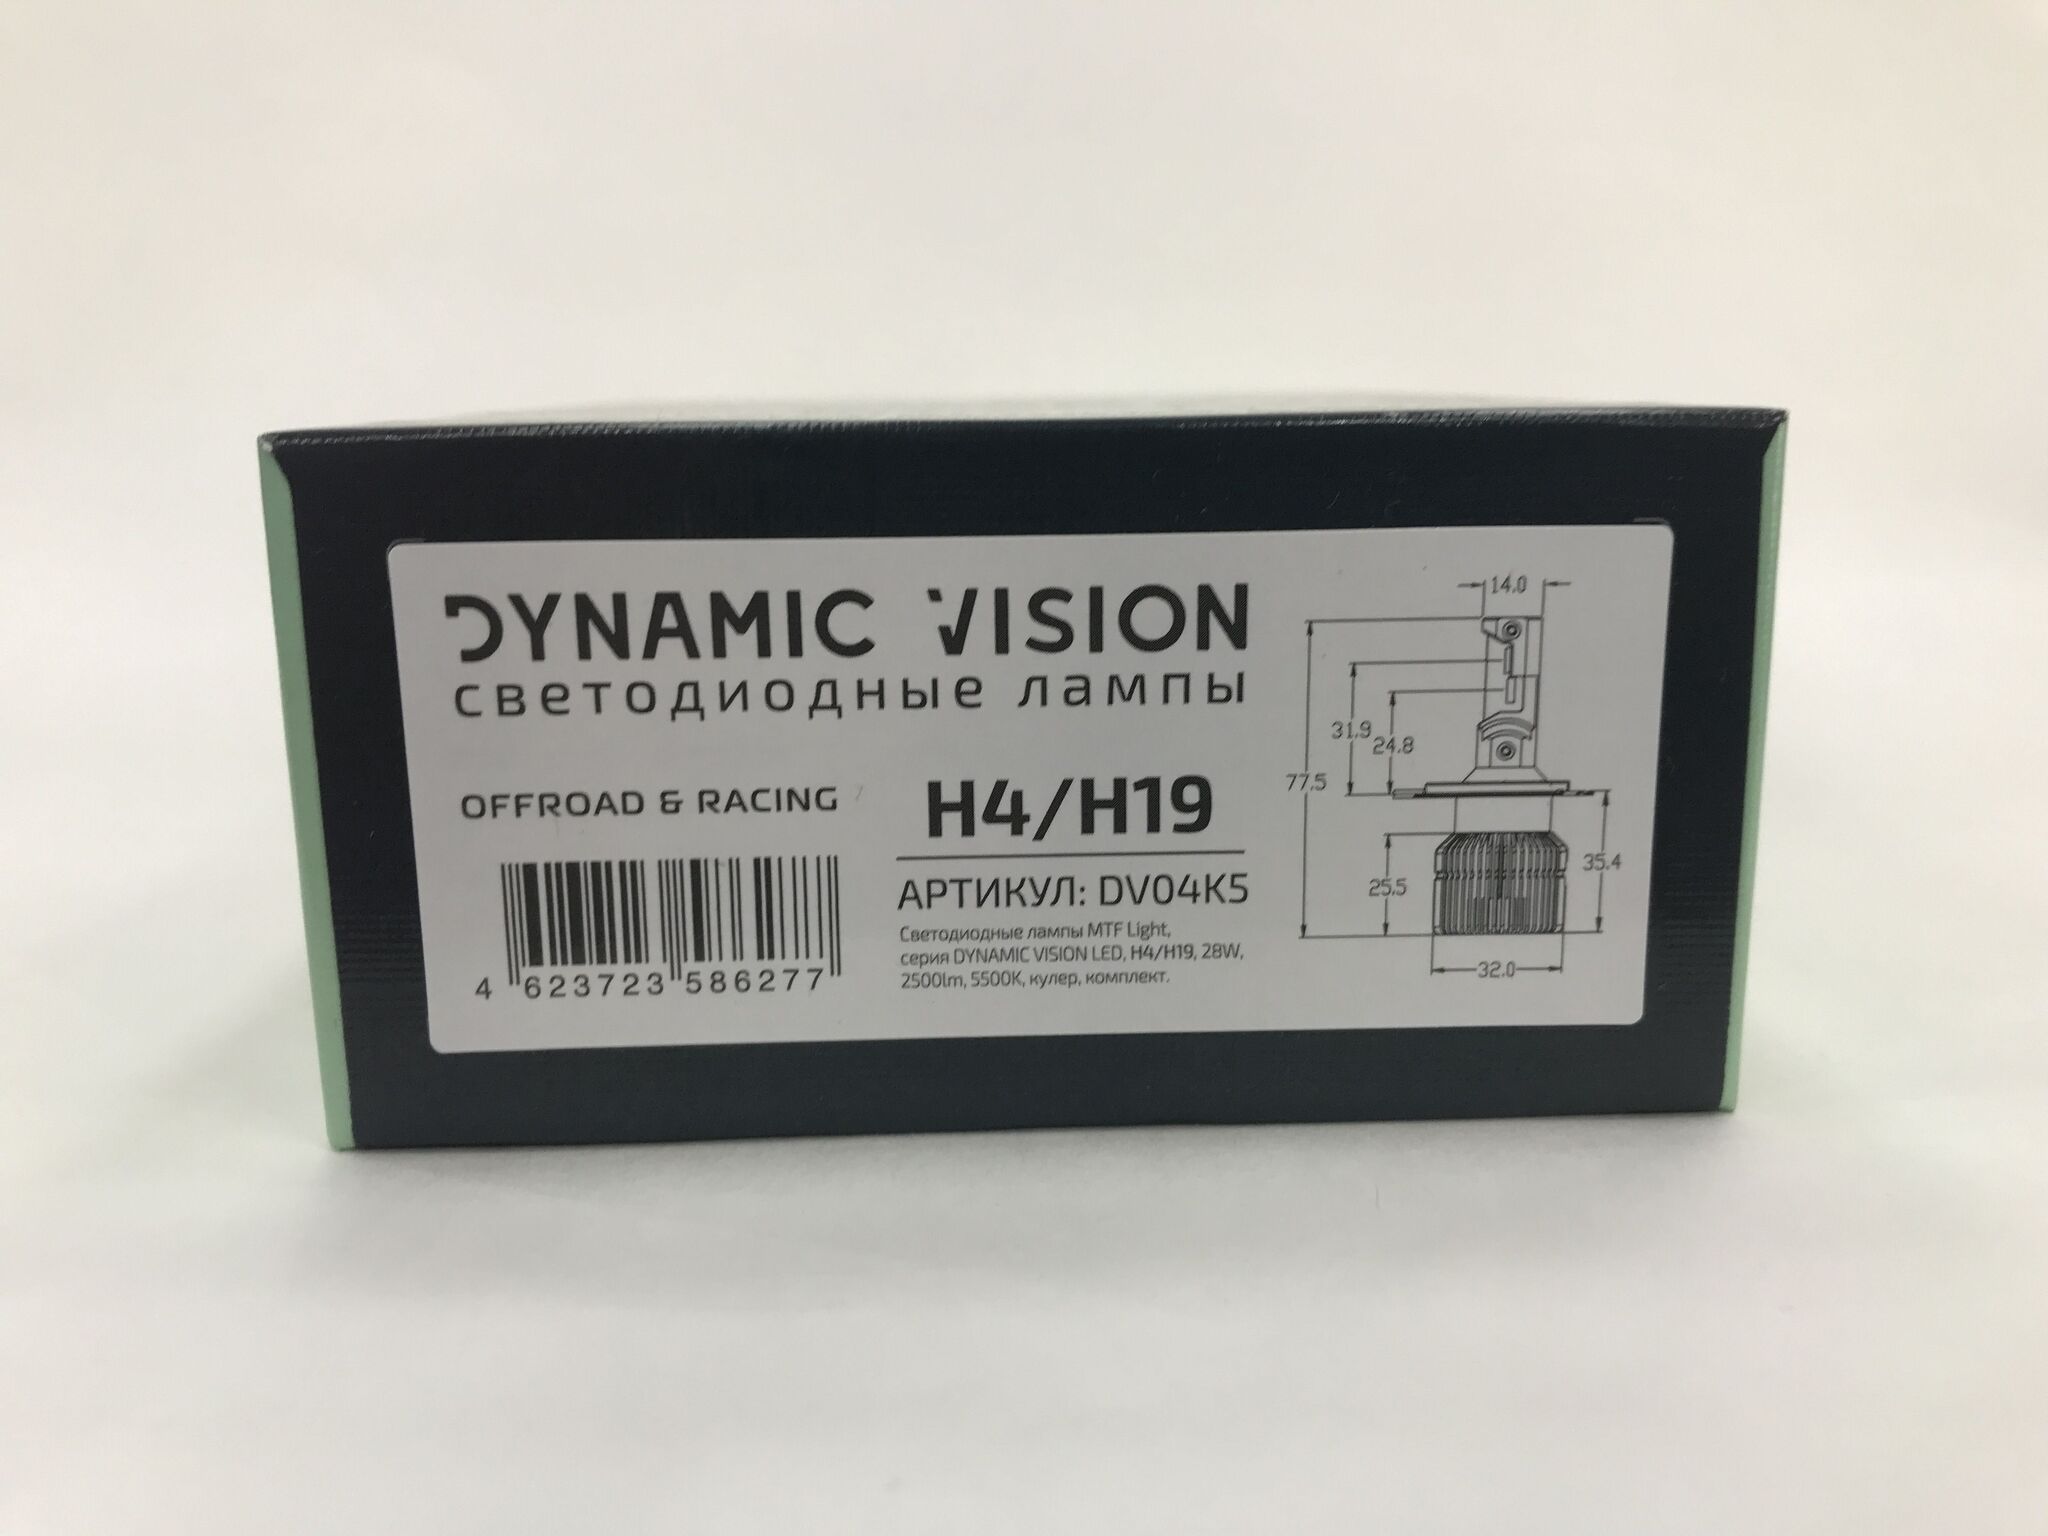 DYNAMIC VISION
светодиодные лампы
OFFROAD & RACING
H4/H19
АРТИКУЛ: DV04K5
Светодиодные лампы MTF Light,
серия DYNAMIC VISION LED, H4/H19, 28W,
2500lm, 5500K, кулер, комплект.
4 623723 586277
14.0
31.9
24.8
77.5
35.4
25.5
32.0